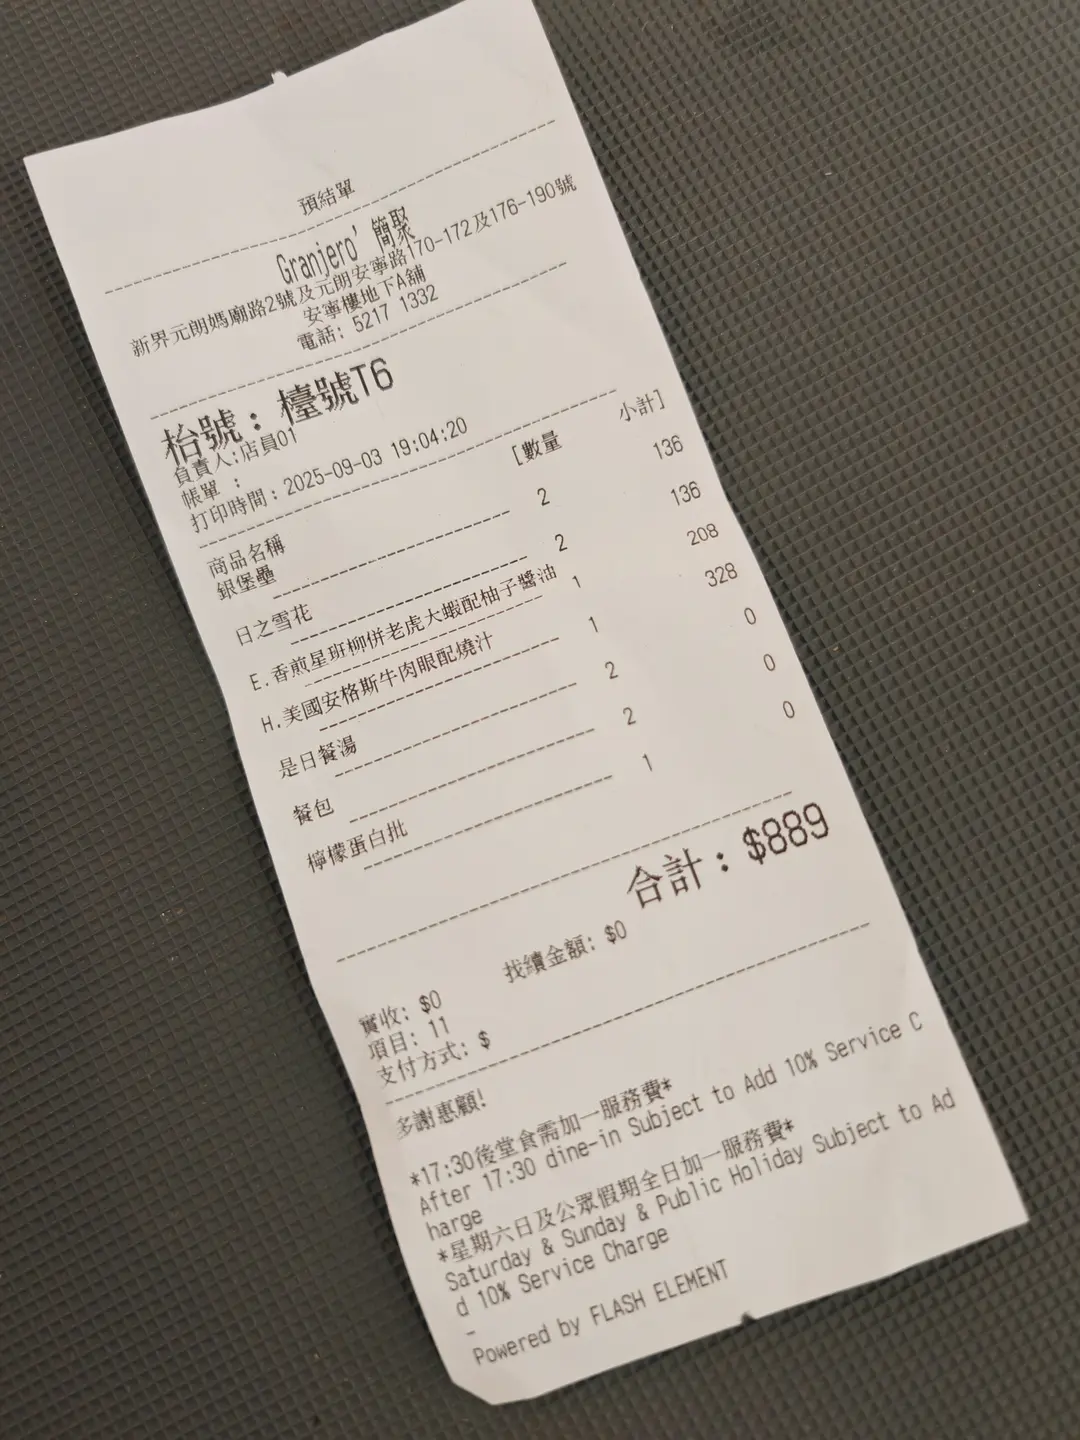 預結單
Granjero' 簡聚
新界元朗媽廟路2號及元朗安寧路170-172及176-190號
安寧樓地下A舖
電話: 5217 1332
枱號：檯號T6
負責人:店員01
帳單 :
打印時間：2025-09-03 19:04:20
商品名稱 [數量 小計]
銀堡壘 2 136
日之雪花 2 136
E.香煎星班柳併老虎大蝦配柚子醬油 1 208
H.美國安格斯牛肉眼配燒汁 1 328
是日餐湯 2 0
餐包 2 0
檸檬蛋白批 1 0
合計：$889
找續金額: $0
實收: $0
項目: 11
支付方式: $
多謝惠顧!
*17:30後堂食需加一服務費*
After 17:30 dine-in Subject to Add 10% Service C
harge
*星期六日及公眾假期全日加一服務費*
Saturday & Sunday & Public Holiday Subject to Ad
d 10% Service Charge
-
Powered by FLASH ELEMENT